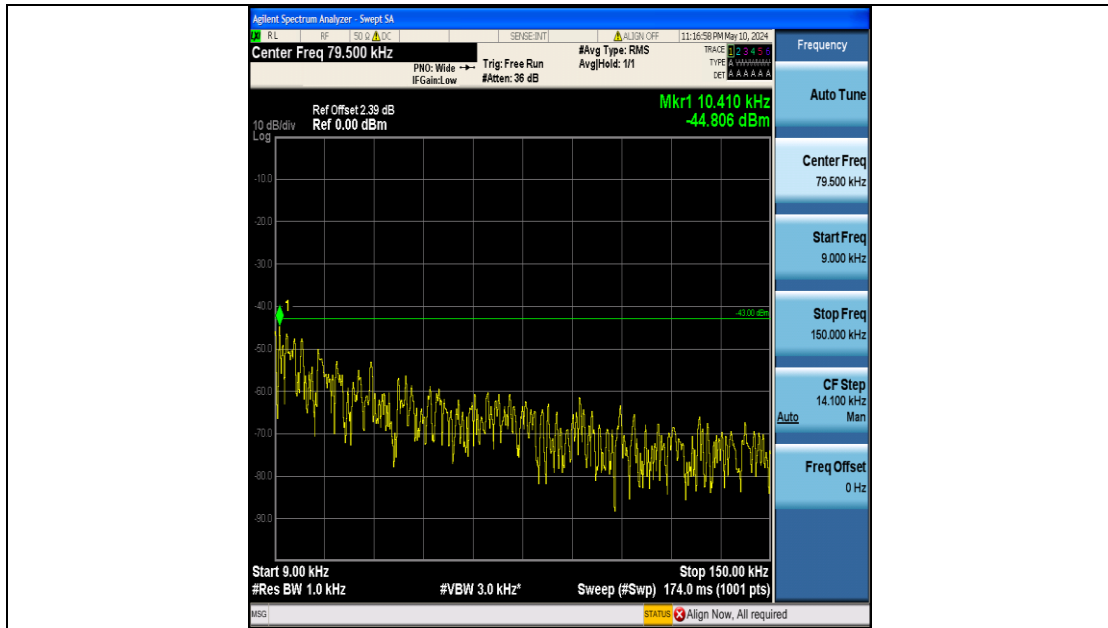 Agilent Spectrum Analyzer - Swept SA
RL RF 50 Ω DC SENSE:INT ALIGN OFF 11:16:58 PM May 10, 2024
Center Freq 79.500 kHz
PNO: Wide
IFGain:Low
Trig: Free Run
#Atten: 36 dB
#Avg Type: RMS
Avg|Hold: 1/1
TRACE 1 2 3 4 5 6
TYPE A
DET A A A A A A
Frequency
Mkr1 10.410 kHz
-44.806 dBm
Ref Offset 2.39 dB
10 dB/div Ref 0.00 dBm
Log
-10.0
-20.0
-30.0
-40.0
1
-43.00 dBm
-50.0
-60.0
-70.0
-80.0
-90.0
Start 9.00 kHz Stop 150.00 kHz
#Res BW 1.0 kHz #VBW 3.0 kHz* Sweep (#Swp) 174.0 ms (1001 pts)
Auto Tune
Center Freq
79.500 kHz
Start Freq
9.000 kHz
Stop Freq
150.000 kHz
CF Step
14.100 kHz
Auto Man
Freq Offset
0 Hz
MSG STATUS Align Now, All required